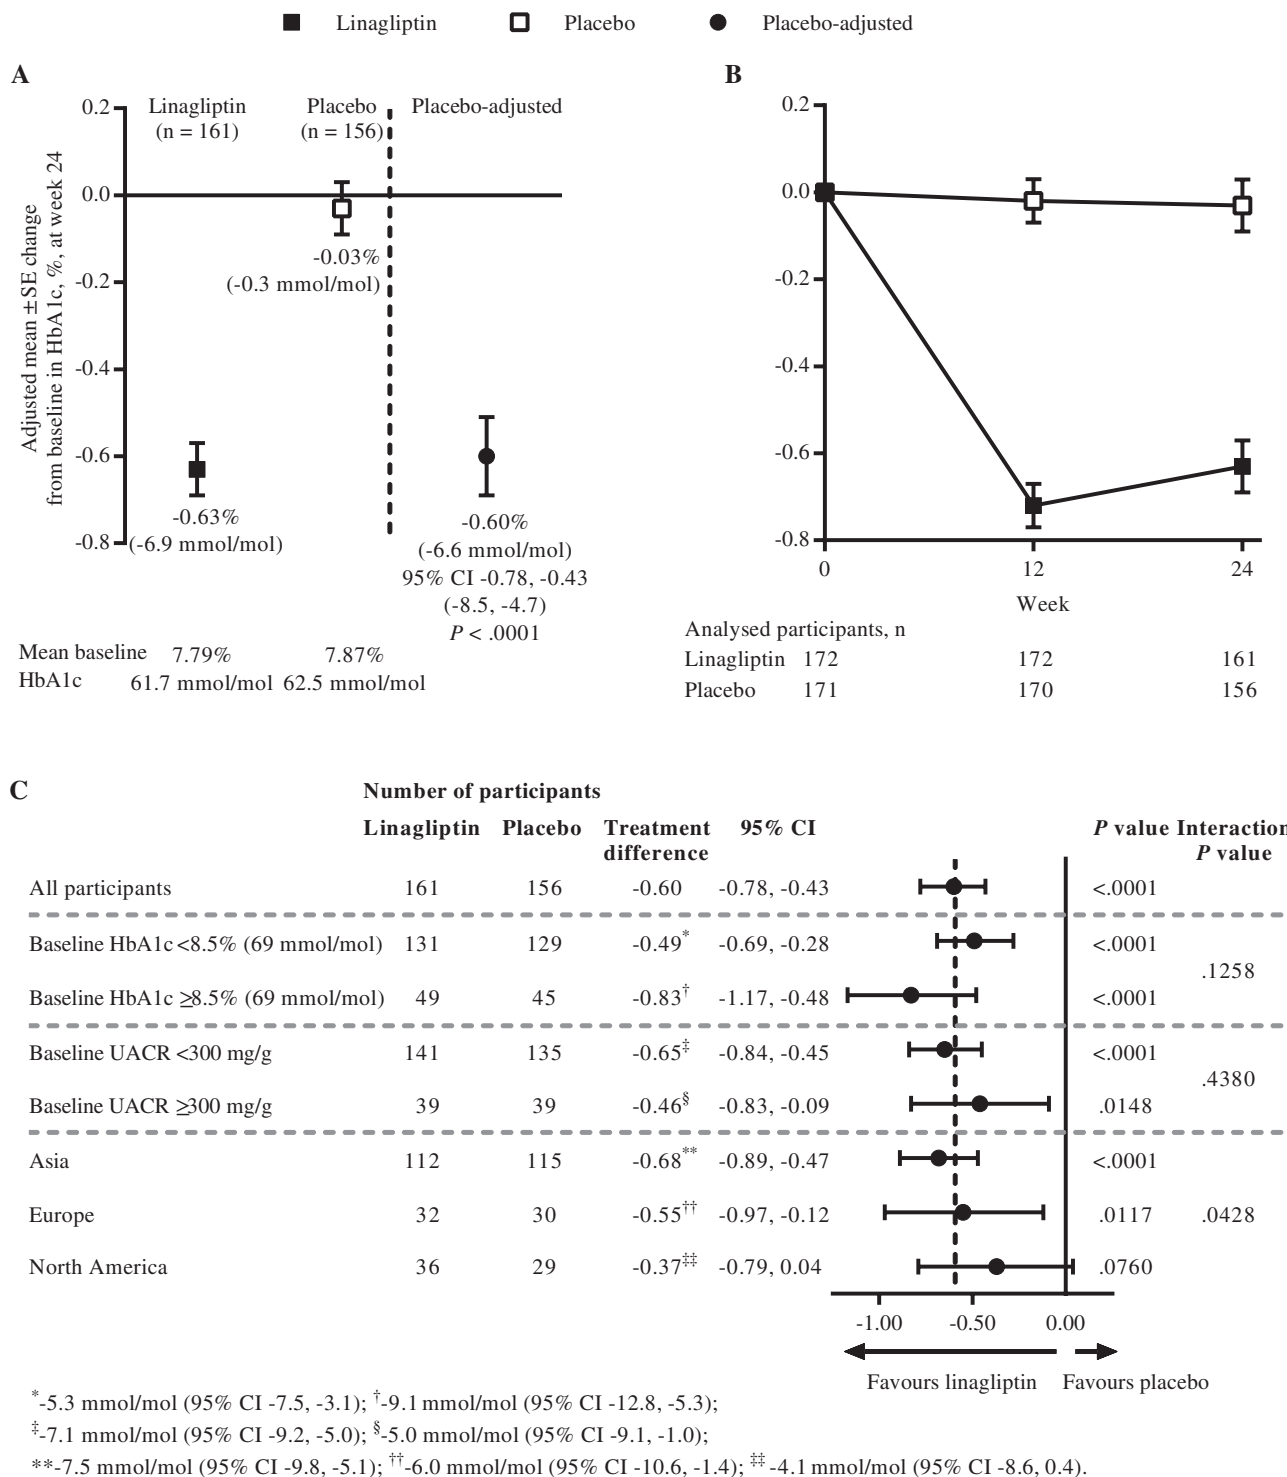 Linagliptin Placebo Placebo-adjusted
A
Linagliptin Placebo Placebo-adjusted
(n = 161) (n = 156)
Adjusted mean ±SE change
from baseline in HbA1c, %, at week 24
0.2
0.0
-0.2
-0.4
-0.6
-0.8
-0.03%
(-0.3 mmol/mol)
-0.63%
(-6.9 mmol/mol)
-0.60%
(-6.6 mmol/mol)
95% CI -0.78, -0.43
(-8.5, -4.7)
P < .0001
Mean baseline 7.79% 7.87%
HbA1c 61.7 mmol/mol 62.5 mmol/mol
B
0.2
0.0
-0.2
-0.4
-0.6
-0.8
0 12 24
Week
Analysed participants, n
Linagliptin 172 172 161
Placebo 171 170 156
C
Number of participants
Linagliptin Placebo Treatment 95% CI P value Interaction
difference P value
All participants 161 156 -0.60 -0.78, -0.43 <.0001
Baseline HbA1c <8.5% (69 mmol/mol) 131 129 -0.49* -0.69, -0.28 <.0001
.1258
Baseline HbA1c ≥8.5% (69 mmol/mol) 49 45 -0.83† -1.17, -0.48 <.0001
Baseline UACR <300 mg/g 141 135 -0.65‡ -0.84, -0.45 <.0001
.4380
Baseline UACR ≥300 mg/g 39 39 -0.46§ -0.83, -0.09 .0148
Asia 112 115 -0.68** -0.89, -0.47 <.0001
Europe 32 30 -0.55†† -0.97, -0.12 .0117 .0428
North America 36 29 -0.37‡‡ -0.79, 0.04 .0760
-1.00 -0.50 0.00
Favours linagliptin Favours placebo
*-5.3 mmol/mol (95% CI -7.5, -3.1); †-9.1 mmol/mol (95% CI -12.8, -5.3);
‡-7.1 mmol/mol (95% CI -9.2, -5.0); §-5.0 mmol/mol (95% CI -9.1, -1.0);
**-7.5 mmol/mol (95% CI -9.8, -5.1); ††-6.0 mmol/mol (95% CI -10.6, -1.4); ‡‡-4.1 mmol/mol (95% CI -8.6, 0.4).